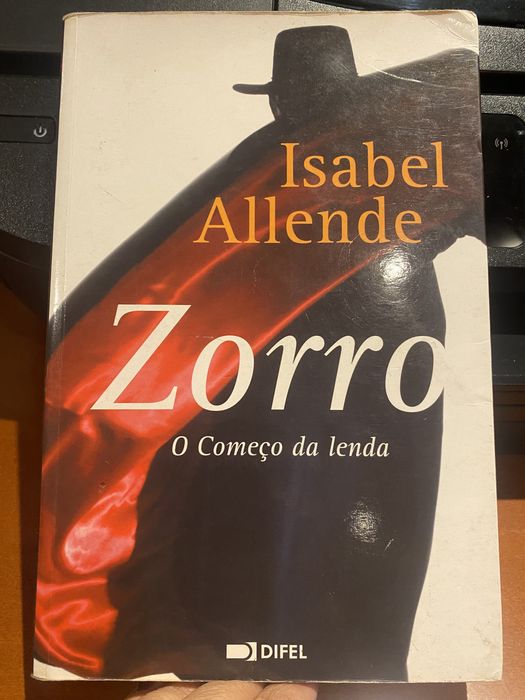 Isabel
Allende
Zorro
O Começo da lenda
DIFEL